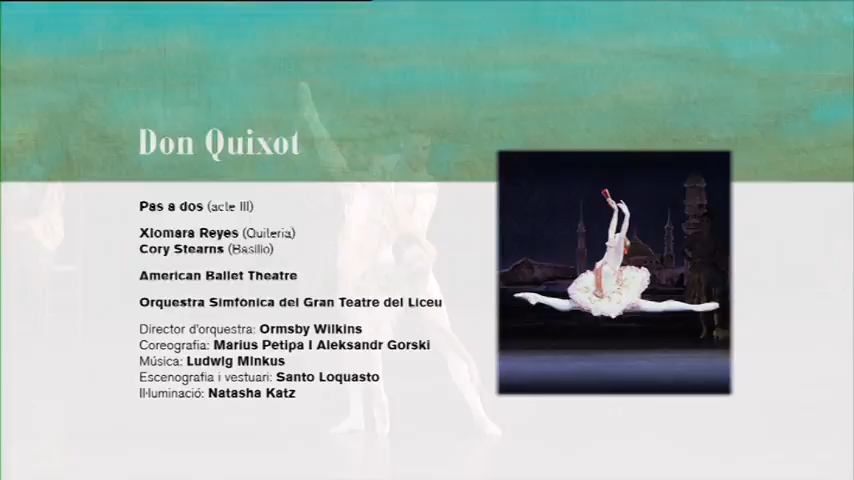 Don Quixot
Pas a dos (acte III)
Xiomara Reyes (Quiteria)
Cory Stearns (Basilio)
American Ballet Theatre
Orquestra Simfònica del Gran Teatre del Liceu
Director d'orquestra: Ormsby Wilkins
Coreografia: Marius Petipa i Aleksandr Gorski
Música: Ludwig Minkus
Escenografia i vestuari: Santo Loquasto
Il·luminació: Natasha Katz